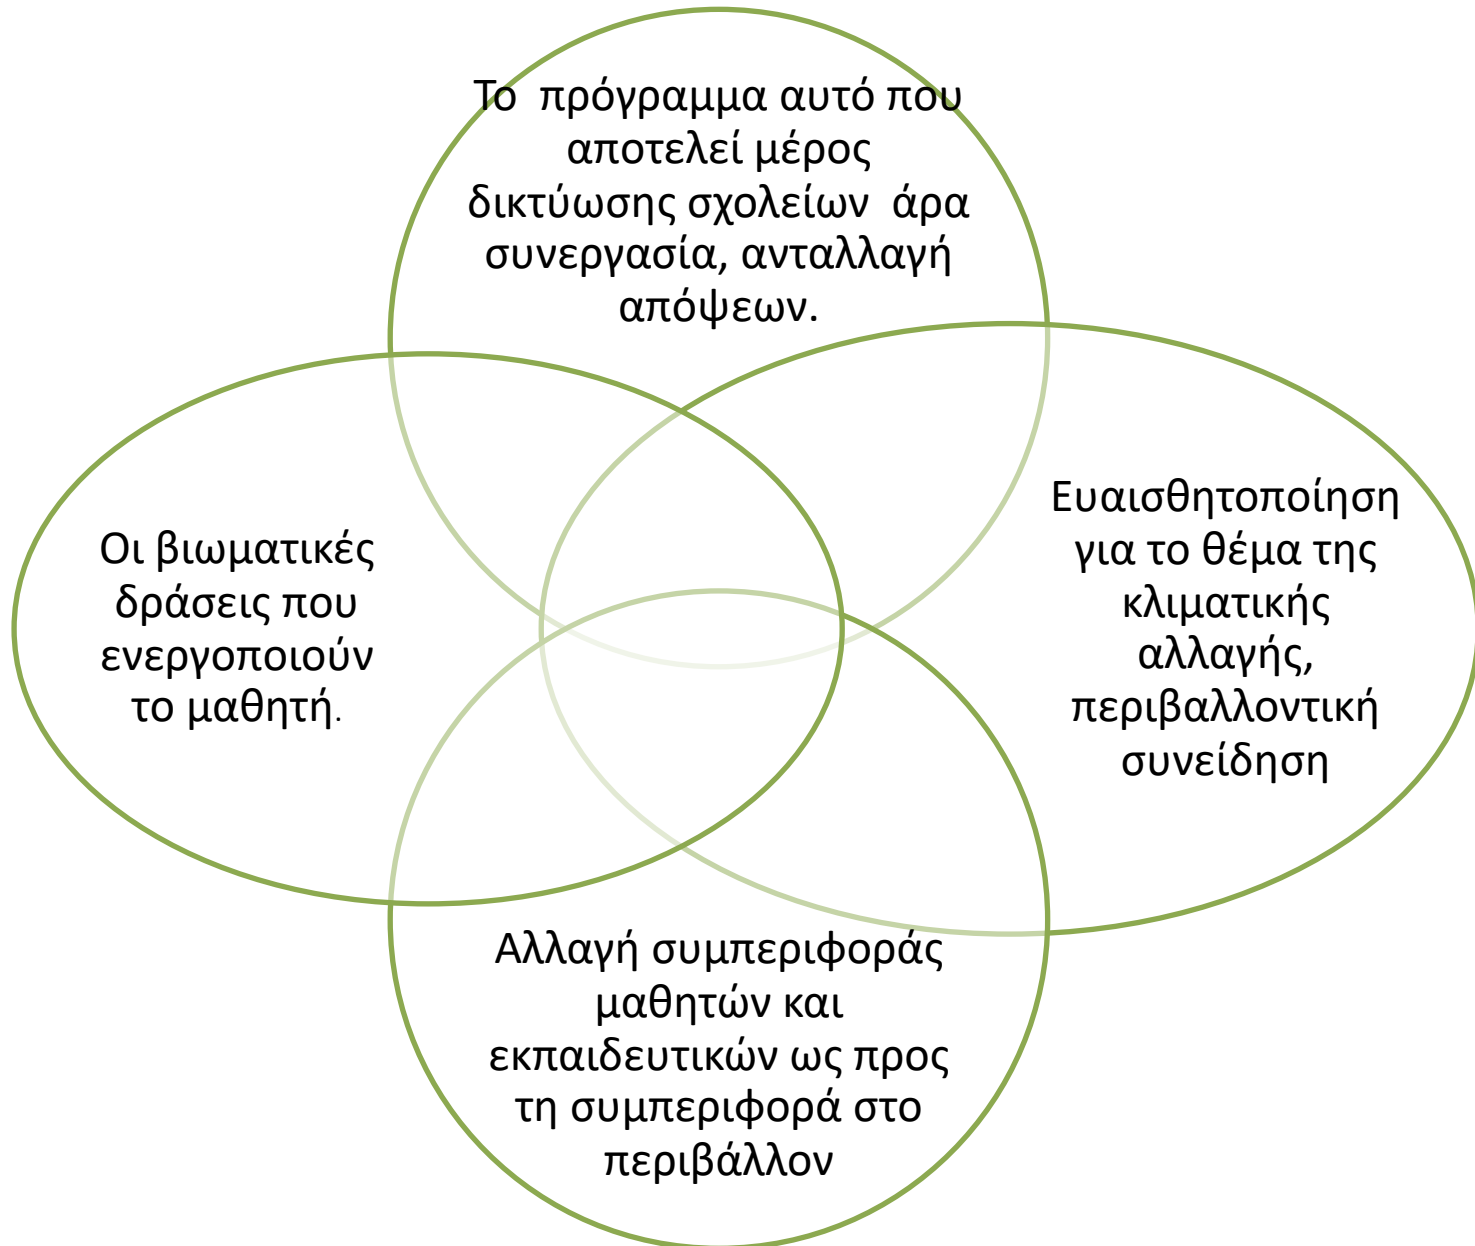 Το  πρόγραμμα αυτό που
αποτελεί μέρος
δικτύωσης σχολείων  άρα
συνεργασία, ανταλλαγή
απόψεων.
Ευαισθητοποίηση
για το θέμα της
κλιματικής
αλλαγής,
περιβαλλοντική
συνείδηση
Αλλαγή συμπεριφοράς
μαθητών και
εκπαιδευτικών ως προς
τη συμπεριφορά στο
περιβάλλον
Οι βιωματικές
δράσεις που
ενεργοποιούν
το μαθητή.